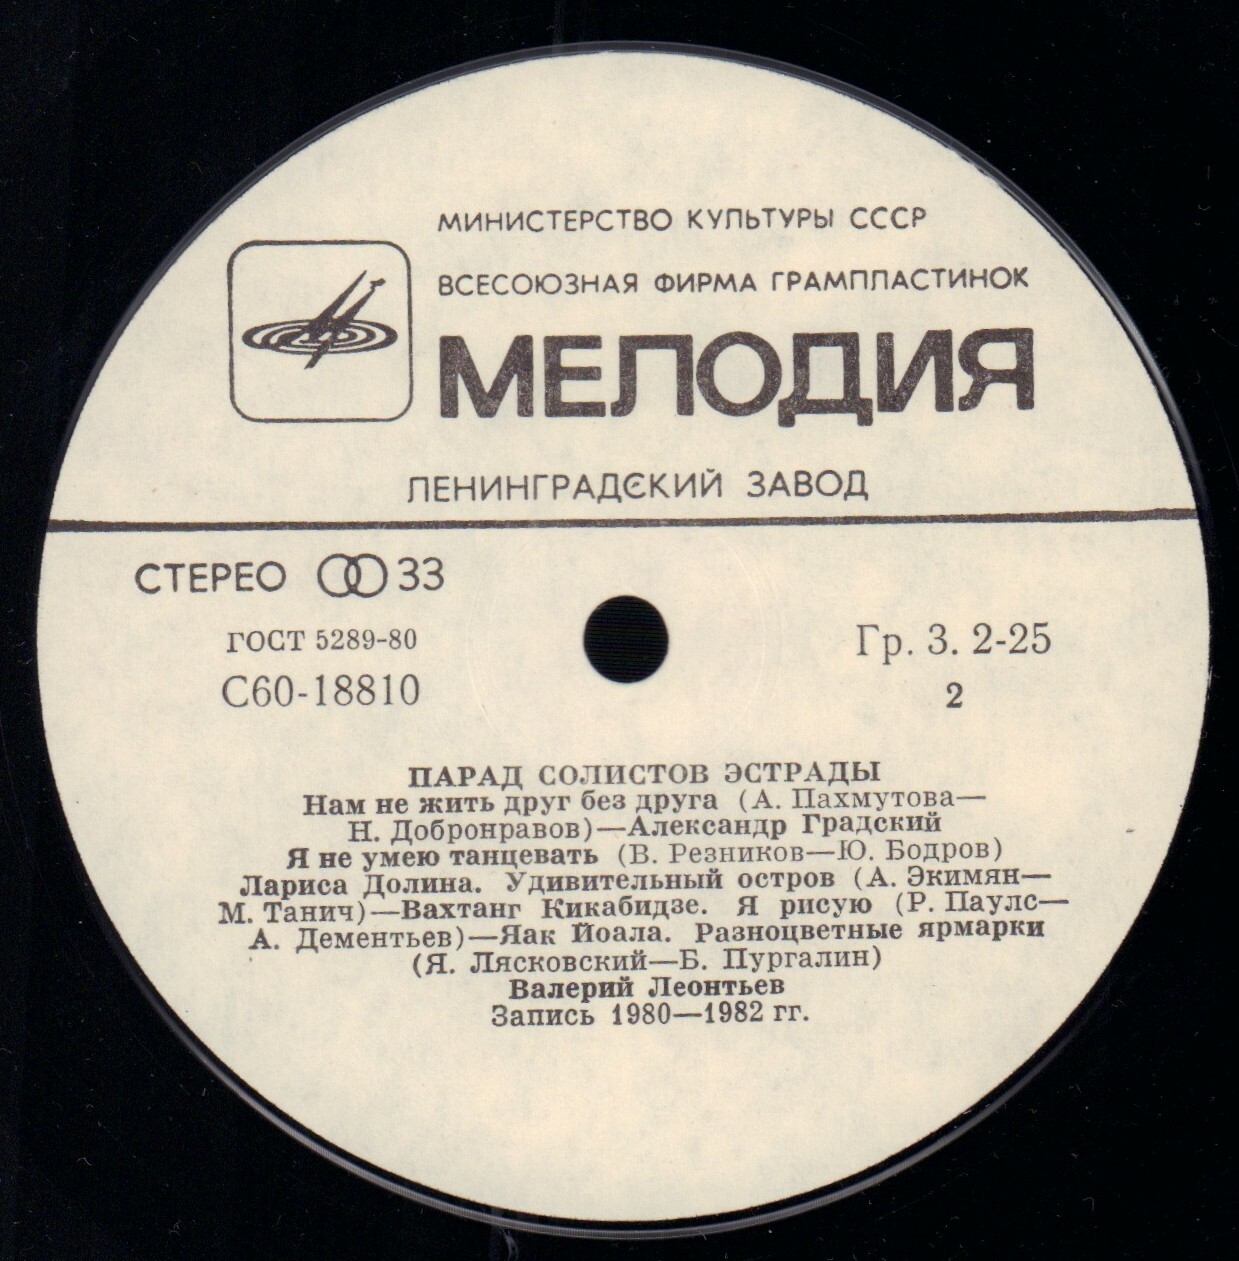 МИНИСТЕРСТВО КУЛЬТУРЫ СССР
ВСЕСОЮЗНАЯ ФИРМА ГРАМПЛАСТИНОК
МЕЛОДИЯ
ЛЕНИНГРАДСКИЙ ЗАВОД
СТЕРЕО 33
ГОСТ 5289-80
С60-18810
Гр. 3. 2-25
2
ПАРАД СОЛИСТОВ ЭСТРАДЫ
Нам не жить друг без друга (А. Пахмутова—
Н. Добронравов)—Александр Градский
Я не умею танцевать (В. Резников—Ю. Бодров)
Лариса Долина. Удивительный остров (А. Экимян—
М. Танич)—Вахтанг Кикабидзе. Я рисую (Р. Паулс—
А. Дементьев)—Яак Йоала. Разноцветные ярмарки
(Я. Лясковский—Б. Пургалин)
Валерий Леонтьев
Запись 1980—1982 гг.